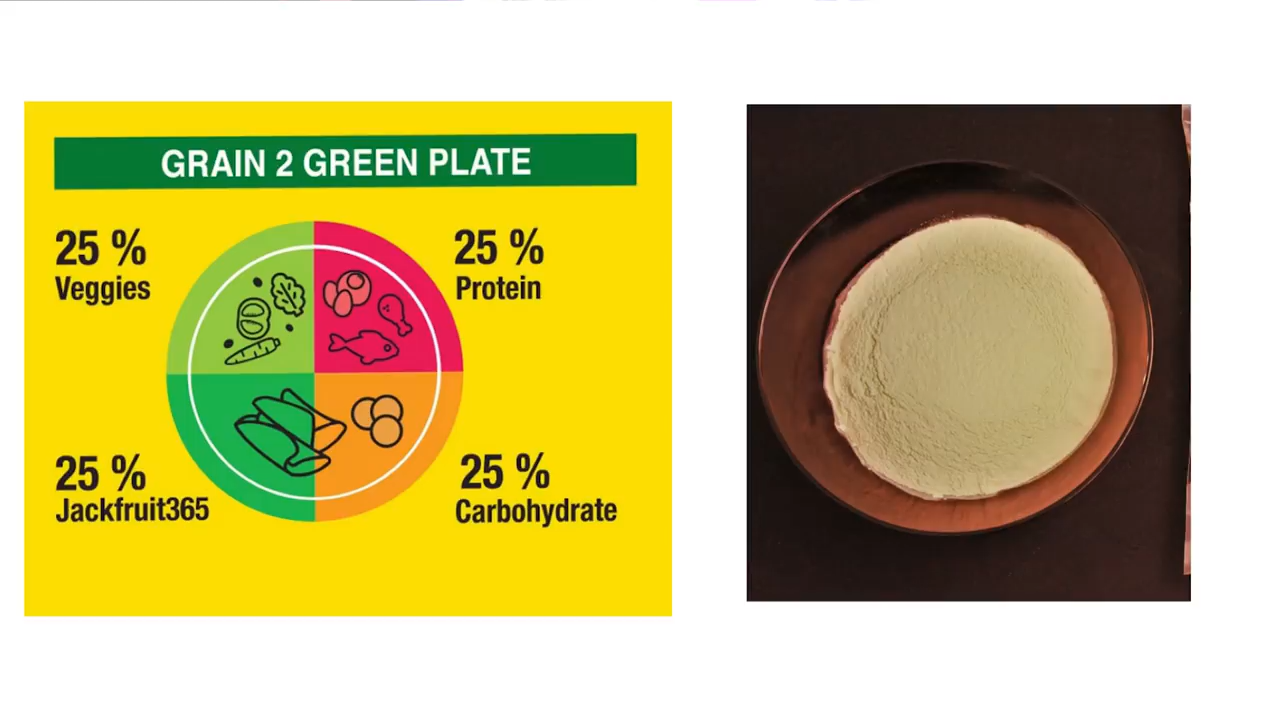 GRAIN 2 GREEN PLATE
25 %
Veggies
25 %
Protein
25 %
Jackfruit365
25 %
Carbohydrate